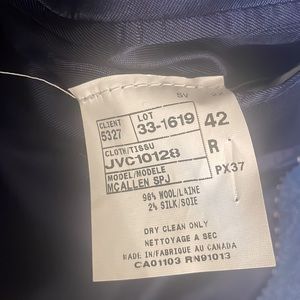 SV
CLIENT
5327
LOT
33-1619
42
CLOTH/TISSU
JVC10128
R
MODEL/MODELE
MCALLEN SPJ
PX37
98% WOOL/LAINE
2% SILK/SOIE
DRY CLEAN ONLY
NETTOYAGE A SEC
MADE IN/FABRIQUE AU CANADA
CA01103 RN91013